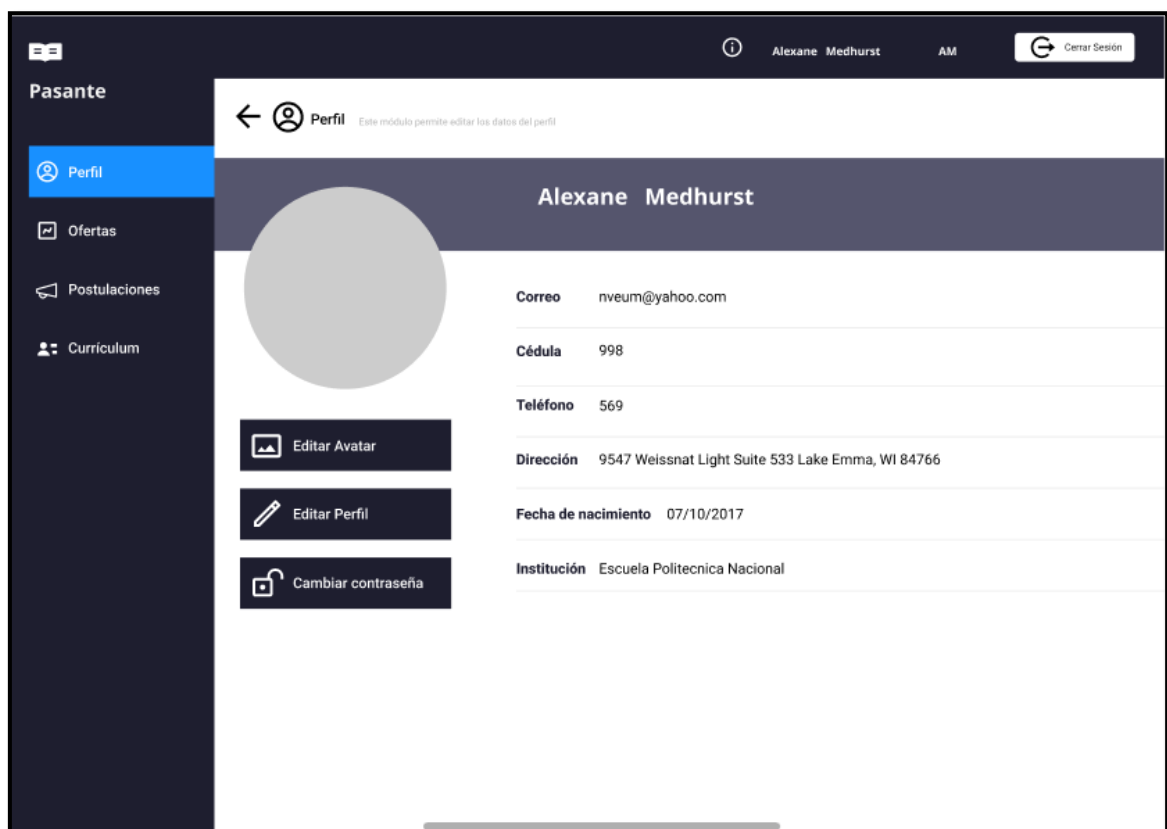 Alexane Medhurst AM Cerrar Sesión
Pasante
Perfil Este módulo permite editar los datos del perfil
Perfil
Ofertas
Postulaciones
Currículum
Alexane Medhurst
Editar Avatar
Editar Perfil
Cambiar contraseña
Correo nveum@yahoo.com
Cédula 998
Teléfono 569
Dirección 9547 Weissnat Light Suite 533 Lake Emma, WI 84766
Fecha de nacimiento 07/10/2017
Institución Escuela Politecnica Nacional